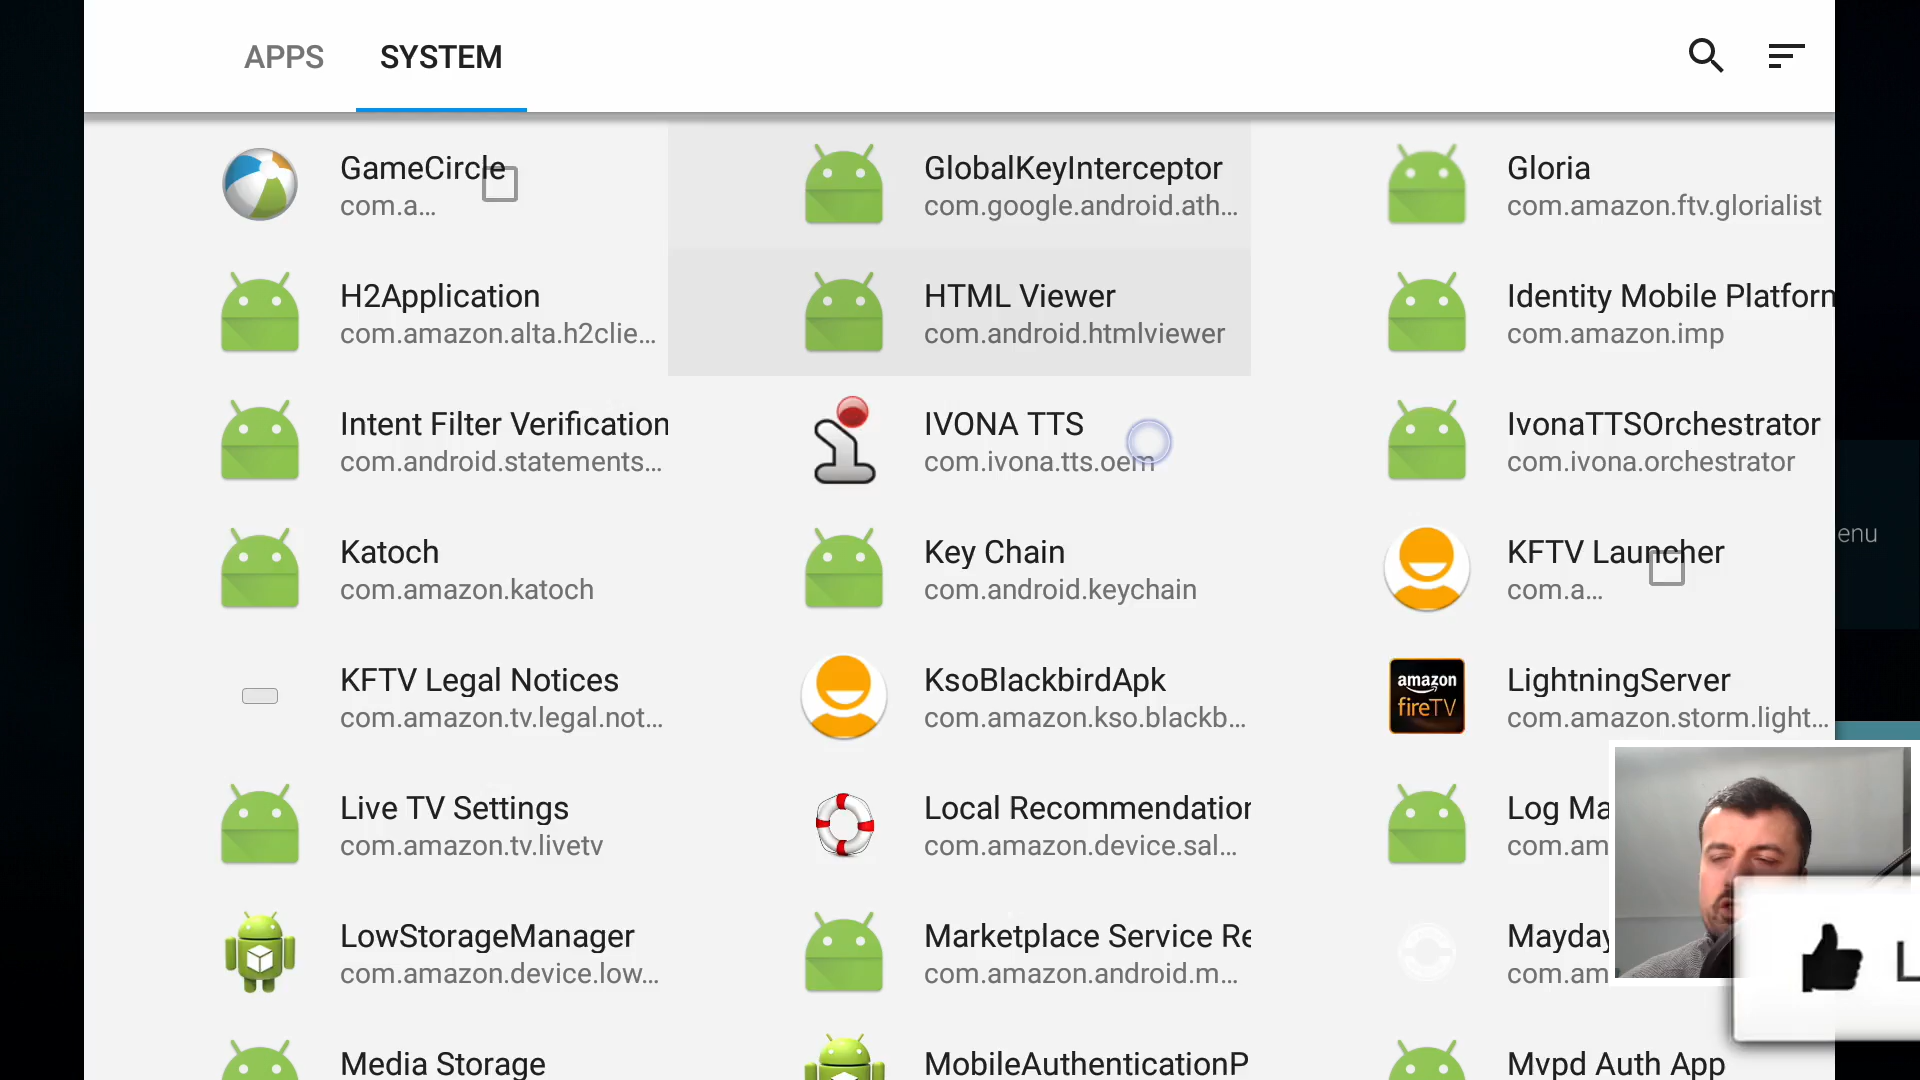 APPS
SYSTEM
GameCircle
com.a...
GlobalKeyInterceptor
com.google.android.ath...
Gloria
com.amazon.ftv.glorialist
H2Application
com.amazon.alta.h2clie...
HTML Viewer
com.android.htmlviewer
Identity Mobile Platform
com.amazon.imp
Intent Filter Verification
com.android.statements...
IVONA TTS
com.ivona.tts.oem
IvonaTTSOrchestrator
com.ivona.orchestrator
Katoch
com.amazon.katoch
Key Chain
com.android.keychain
KFTV Launcher
com.a...
enu
KFTV Legal Notices
com.amazon.tv.legal.not...
KsoBlackbirdApk
com.amazon.kso.blackb...
amazon
fireTV
LightningServer
com.amazon.storm.light...
Live TV Settings
com.amazon.tv.livetv
Local Recommendation
com.amazon.device.sal...
Log Ma
com.am
LowStorageManager
com.amazon.device.low...
Marketplace Service Re
com.amazon.android.m...
Mayday
com.am
L
Media Storage
MobileAuthenticationP
Mvpd Auth App